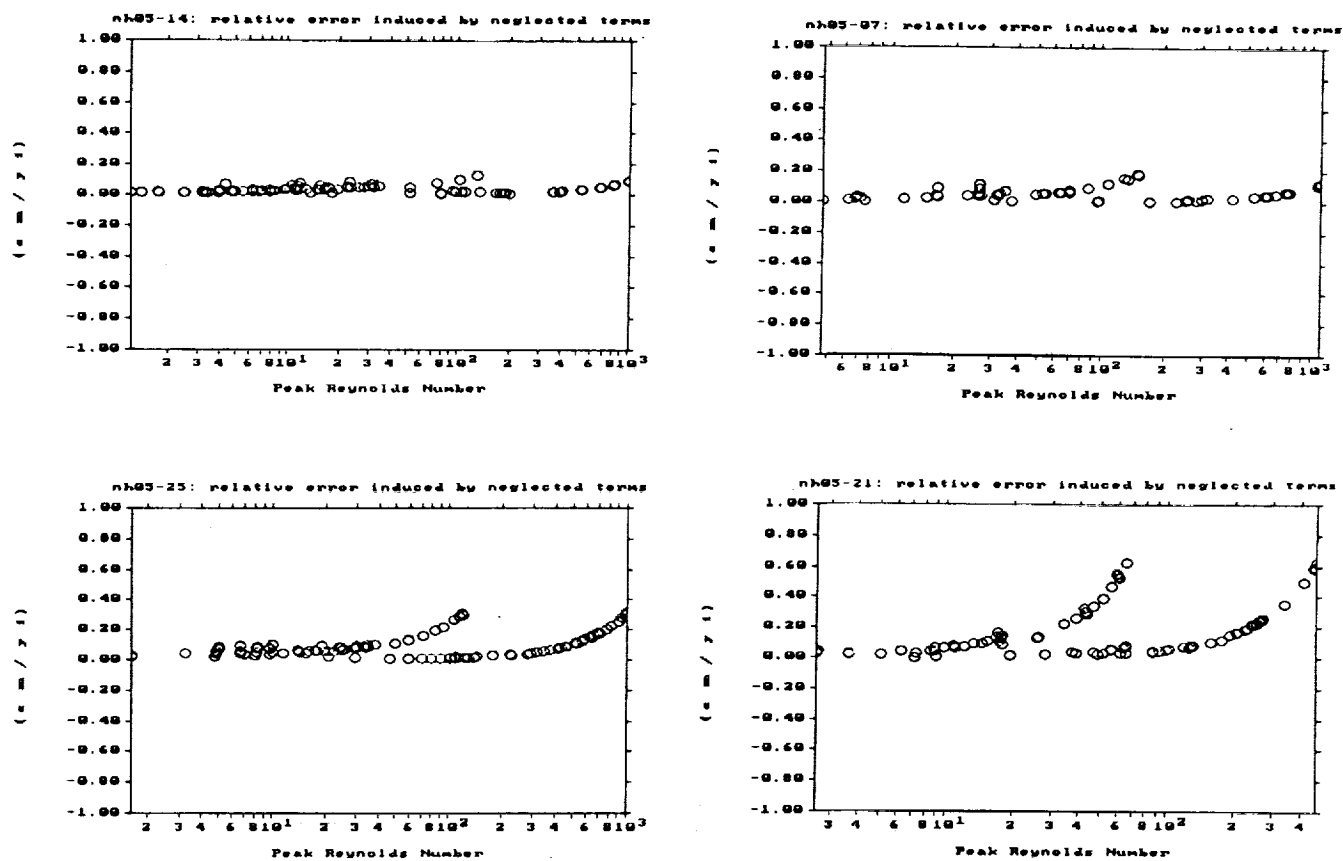 nh05-14: relative error induced by neglected terms
1.00
0.80
0.60
0.40
0.20
0.00
-0.20
-0.40
-0.60
-0.80
-1.00
(e m / y i)
2 3 4 6 8 10¹ 2 3 4 6 8 10² 2 3 4 6 8 10³
Peak Reynolds Number
nh05-07: relative error induced by neglected terms
1.00
0.80
0.60
0.40
0.20
0.00
-0.20
-0.40
-0.60
-0.80
-1.00
(e m / y i)
6 8 10¹ 2 3 4 6 8 10² 2 3 4 6 8 10³
Peak Reynolds Number
nh05-25: relative error induced by neglected terms
1.00
0.80
0.60
0.40
0.20
0.00
-0.20
-0.40
-0.60
-0.80
-1.00
(e m / y i)
2 3 4 6 8 10¹ 2 3 4 6 8 10² 2 3 4 6 8 10³
Peak Reynolds Number
nh05-21: relative error induced by neglected terms
1.00
0.80
0.60
0.40
0.20
0.00
-0.20
-0.40
-0.60
-0.80
-1.00
(e m / y i)
3 4 6 8 10¹ 2 3 4 6 8 10² 2 3 4
Peak Reynolds Number